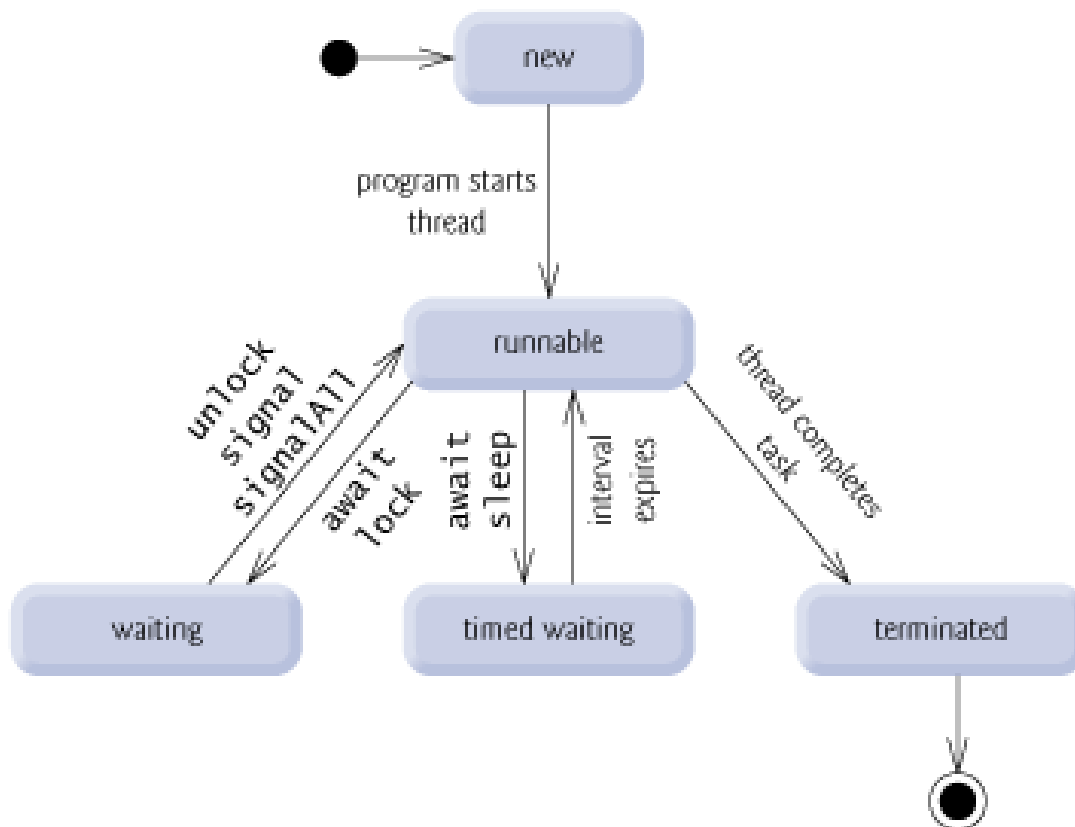 new
program starts
thread
runnable
unlock
signal
signalAll
await
lock
await
sleep
interval
expires
thread completes
task
waiting
timed waiting
terminated